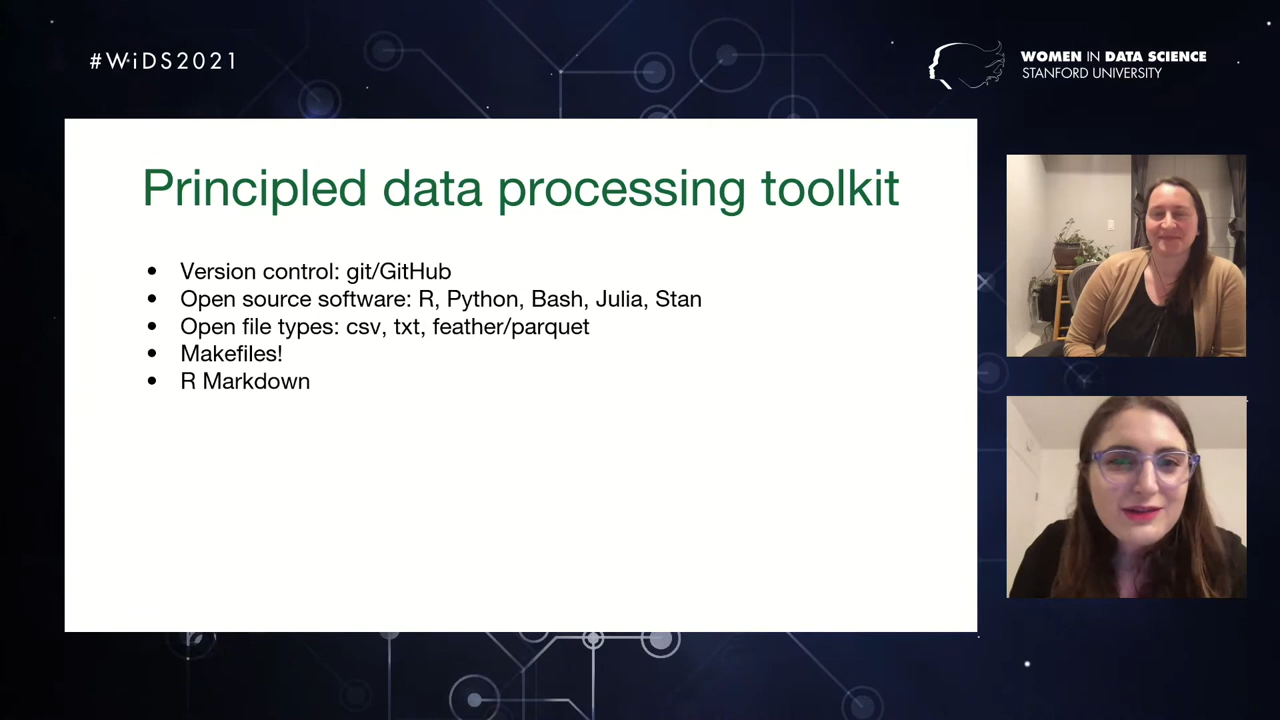 #WiDS2021
WOMEN IN DATA SCIENCE
STANFORD UNIVERSITY
Principled data processing toolkit
• Version control: git/GitHub
• Open source software: R, Python, Bash, Julia, Stan
• Open file types: csv, txt, feather/parquet
• Makefiles!
• R Markdown